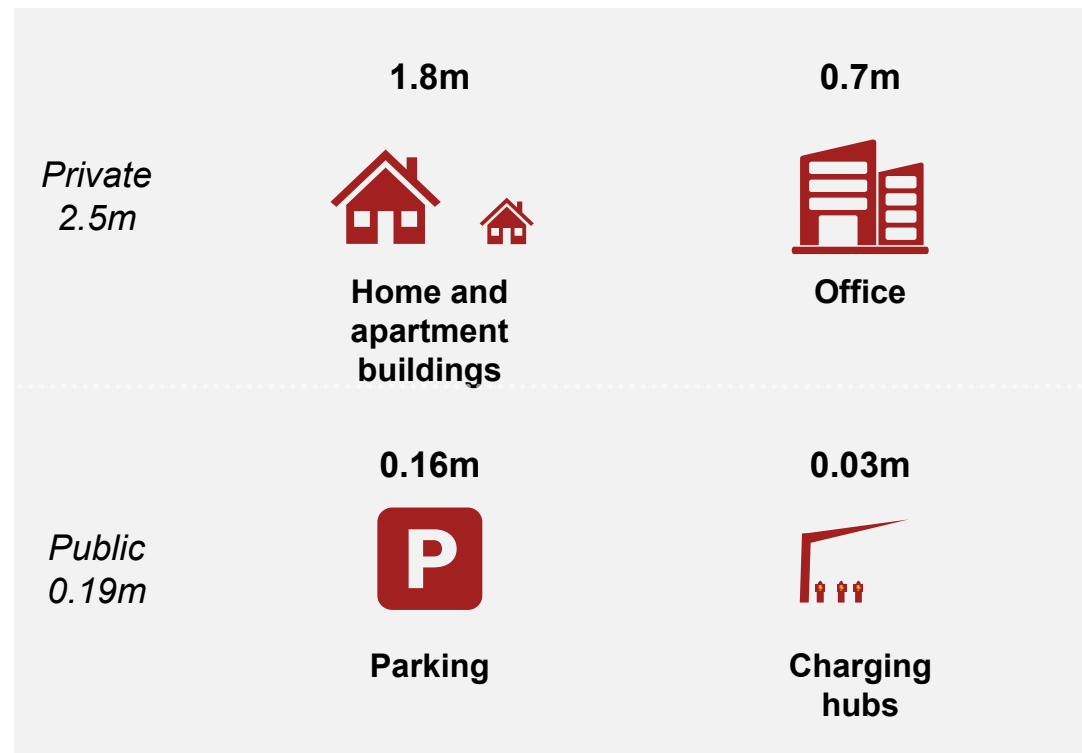 1.8m
0.7m
Private
2.5m
Home and
apartment
buildings
Office
0.16m
0.03m
Public
0.19m
P
Parking
Charging
hubs